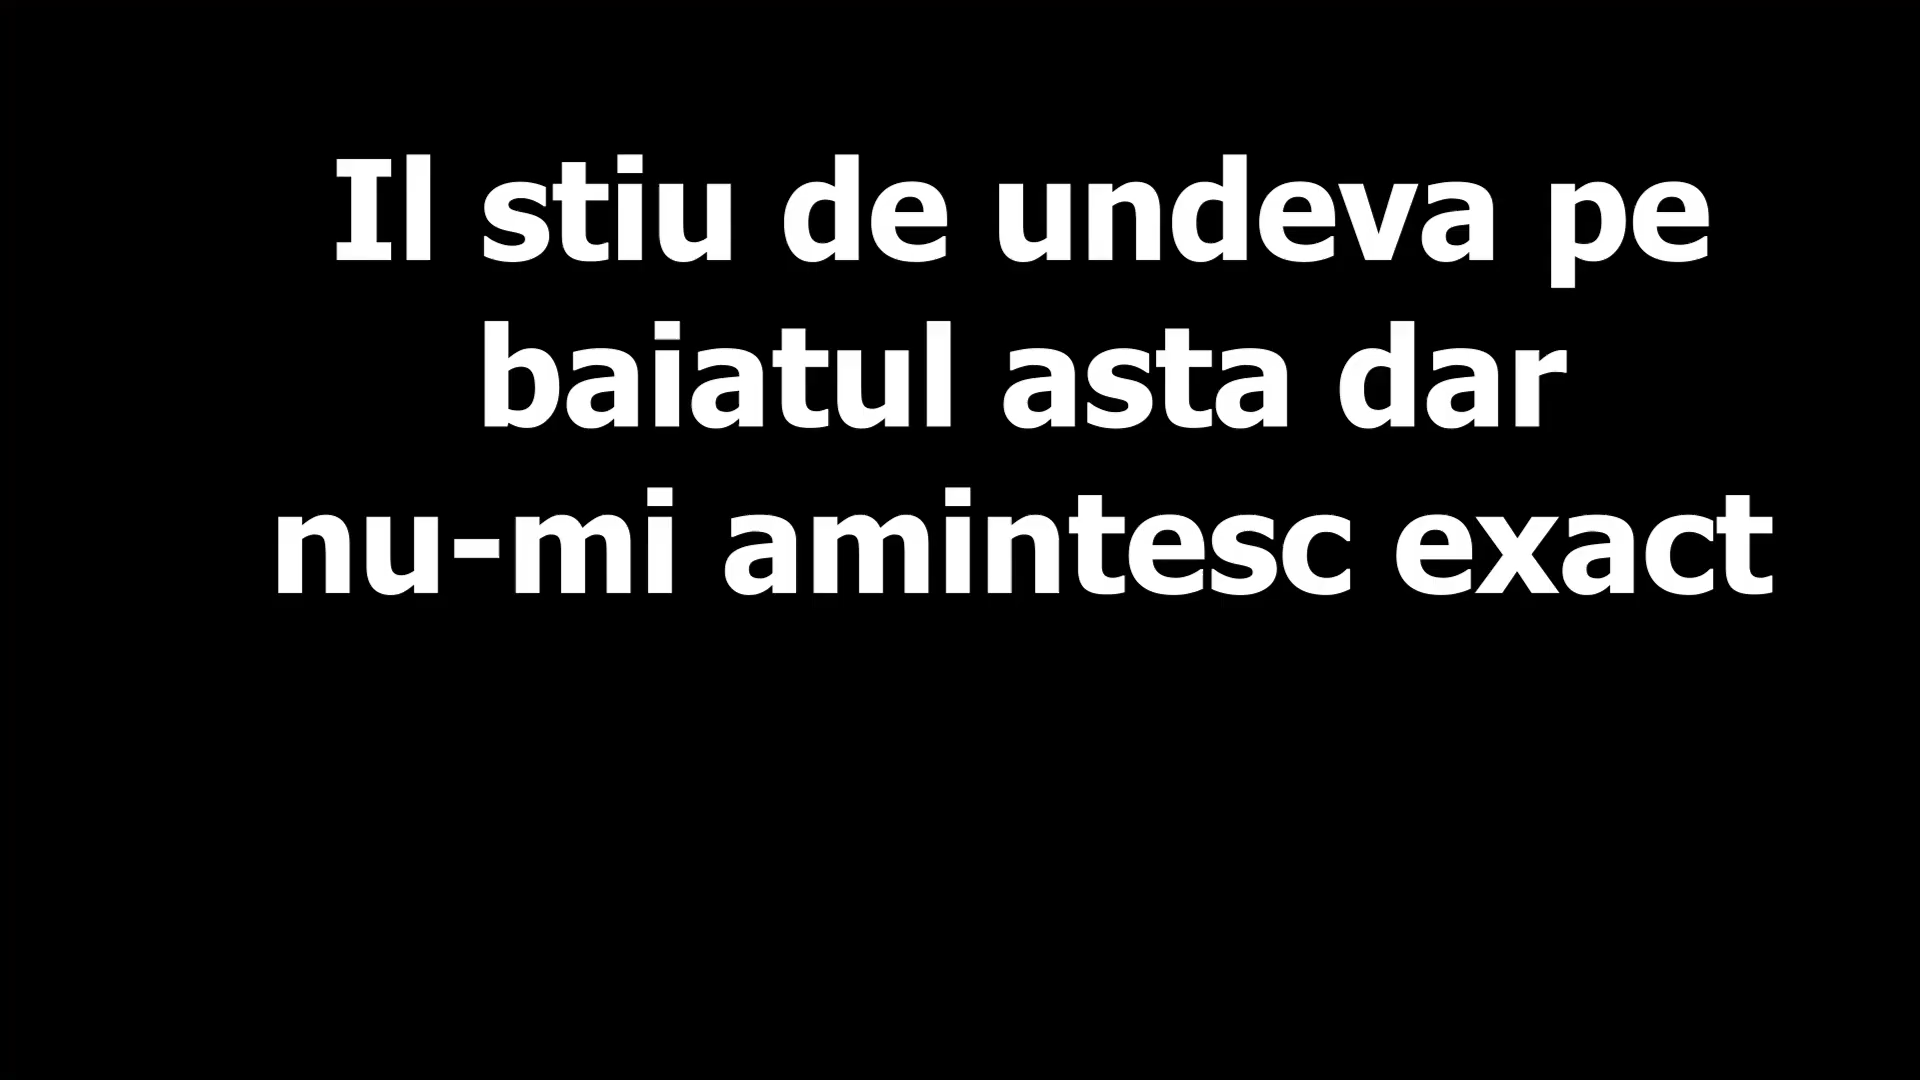 Il stiu de undeva pe
baiatul asta dar
nu-mi amintesc exact